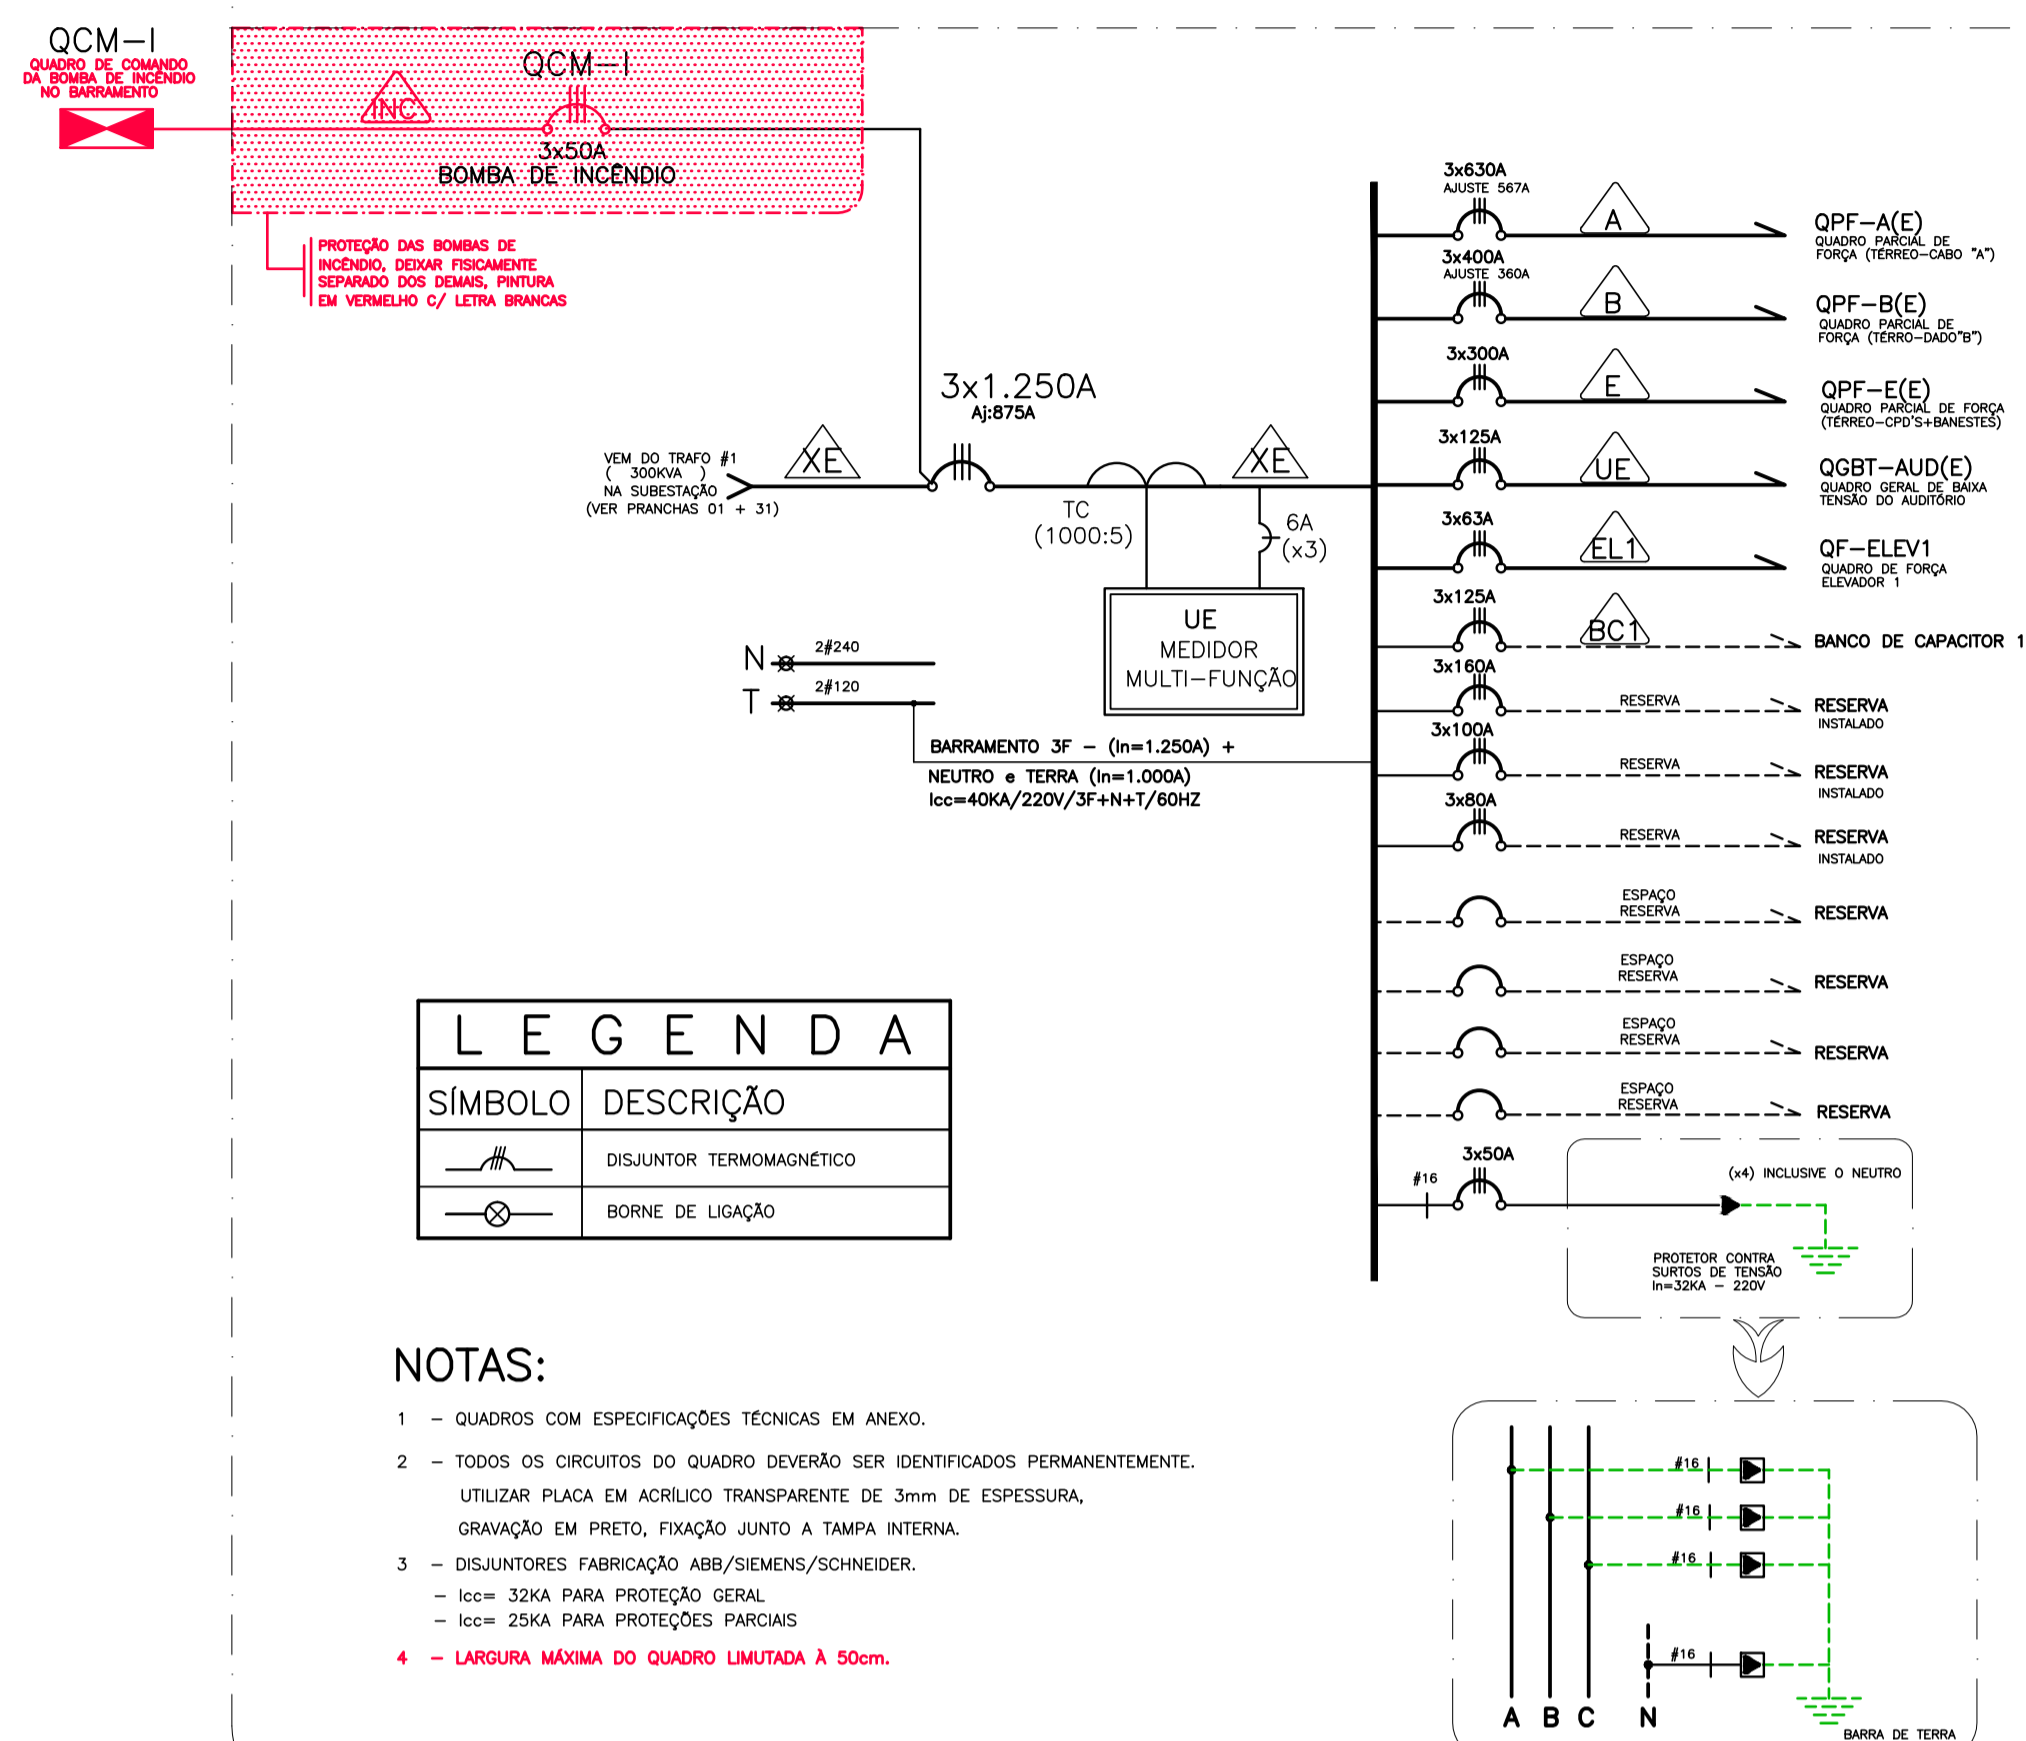 QCM-I
QUADRO DE COMANDO
DA BOMBA DE INCÊNDIO
NO BARRAMENTO
INC
QCM-I
3x50A
BOMBA DE INCÊNDIO
PROTEÇÃO DAS BOMBAS DE
INCÊNDIO, DEIXAR FISICAMENTE
SEPARADO DOS DEMAIS, PINTURA
EM VERMELHO C/ LETRA BRANCAS
VEM DO TRAFO #1
( 300KVA )
NA SUBESTAÇÃO
(VER PRANCHAS 01 + 31)
XE
3x1.250A
Aj:875A
TC
(1000:5)
XE
6A
(x3)
UE
MEDIDOR
MULTI-FUNÇÃO
N
2#240
T
2#120
BARRAMENTO 3F - (In=1.250A) +
NEUTRO e TERRA (In=1.000A)
Icc=40KA/220V/3F+N+T/60HZ
3x630A
AJUSTE 567A
A
QPF-A(E)
QUADRO PARCIAL DE
FORÇA (TÉRREO-CABO "A")
3x400A
AJUSTE 360A
B
QPF-B(E)
QUADRO PARCIAL DE
FORÇA (TÉRRO-DADO"B")
3x300A
E
QPF-E(E)
QUADRO PARCIAL DE FORÇA
(TÉRREO-CPD'S+BANESTES)
3x125A
UE
QGBT-AUD(E)
QUADRO GERAL DE BAIXA
TENSÃO DO AUDITÓRIO
3x63A
EL1
QF-ELEV1
QUADRO DE FORÇA
ELEVADOR 1
3x125A
BC1
BANCO DE CAPACITOR 1
3x160A
RESERVA
RESERVA
INSTALADO
3x100A
RESERVA
RESERVA
INSTALADO
3x80A
RESERVA
RESERVA
INSTALADO
ESPAÇO
RESERVA
RESERVA
ESPAÇO
RESERVA
RESERVA
ESPAÇO
RESERVA
RESERVA
ESPAÇO
RESERVA
RESERVA
#16
3x50A
(x4) INCLUSIVE O NEUTRO
PROTETOR CONTRA
SURTOS DE TENSÃO
In=32KA - 220V
LEGENDA
SÍMBOLO DESCRIÇÃO
DISJUNTOR TERMOMAGNÉTICO
BORNE DE LIGAÇÃO
NOTAS:
1 - QUADROS COM ESPECIFICAÇÕES TÉCNICAS EM ANEXO.
2 - TODOS OS CIRCUITOS DO QUADRO DEVERÃO SER IDENTIFICADOS PERMANENTEMENTE.
UTILIZAR PLACA EM ACRÍLICO TRANSPARENTE DE 3mm DE ESPESSURA,
GRAVAÇÃO EM PRETO, FIXAÇÃO JUNTO A TAMPA INTERNA.
3 - DISJUNTORES FABRICAÇÃO ABB/SIEMENS/SCHNEIDER.
- Icc= 32KA PARA PROTEÇÃO GERAL
- Icc= 25KA PARA PROTEÇÕES PARCIAIS
4 - LARGURA MÁXIMA DO QUADRO LIMUTADA À 50cm.
#16
#16
#16
#16
A B C N
BARRA DE TERRA